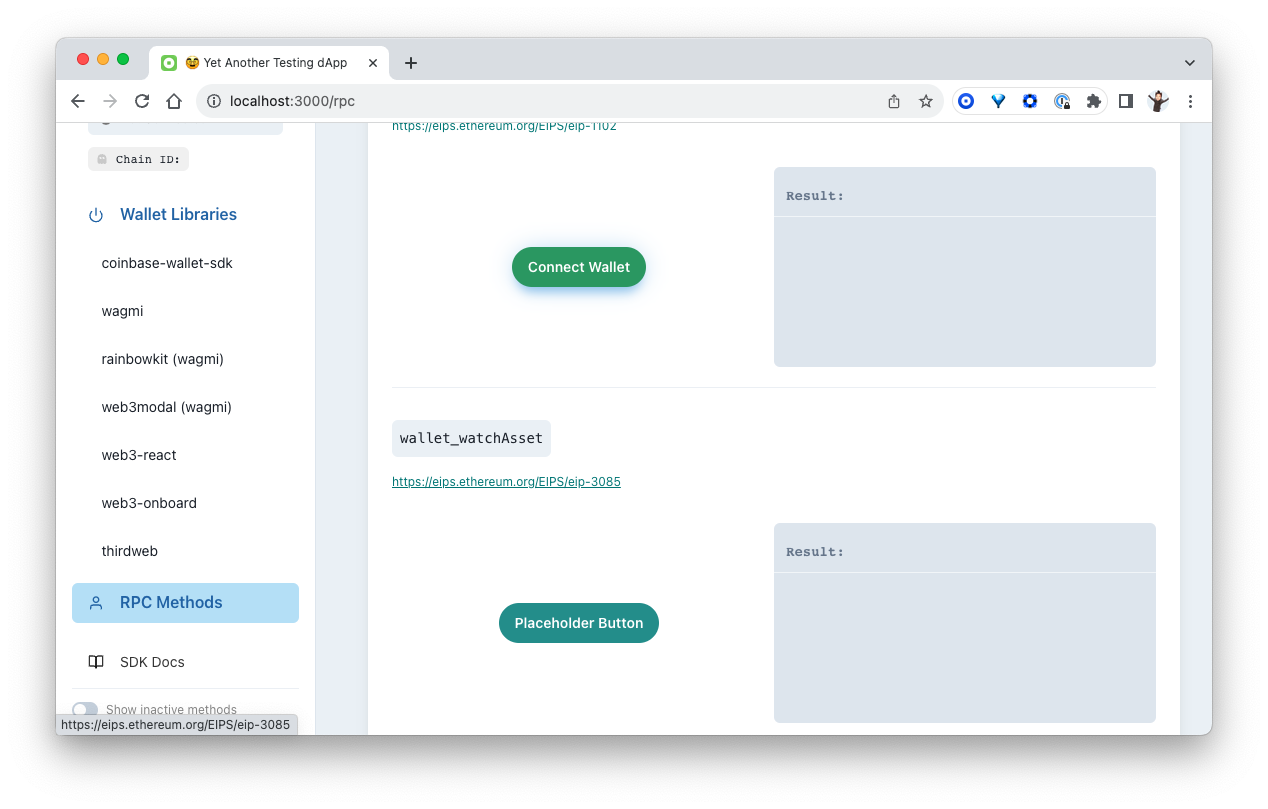 🤠 Yet Another Testing dApp
localhost:3000/rpc
Chain ID:
Wallet Libraries
coinbase-wallet-sdk
wagmi
rainbowkit (wagmi)
web3modal (wagmi)
web3-react
web3-onboard
thirdweb
RPC Methods
SDK Docs
Show inactive methods
https://eips.ethereum.org/EIPS/eip-3085
https://eips.ethereum.org/EIPS/eip-1102
Connect Wallet
Result:
wallet_watchAsset
https://eips.ethereum.org/EIPS/eip-3085
Placeholder Button
Result: